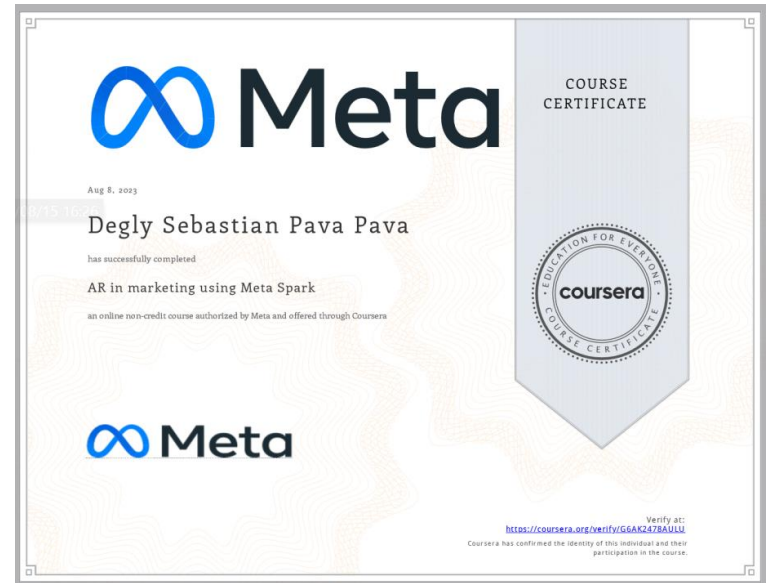 Meta
COURSE
CERTIFICATE
Aug 8, 2023
Degly Sebastian Pava Pava
has successfully completed
AR in marketing using Meta Spark
an online non-credit course authorized by Meta and offered through Coursera
EDUCATION FOR EVERYONE
coursera
COURSE CERTIFICATE
Meta
Verify at:
https://coursera.org/verify/G6AK2478AULU
Coursera has confirmed the identity of this individual and their
participation in the course.